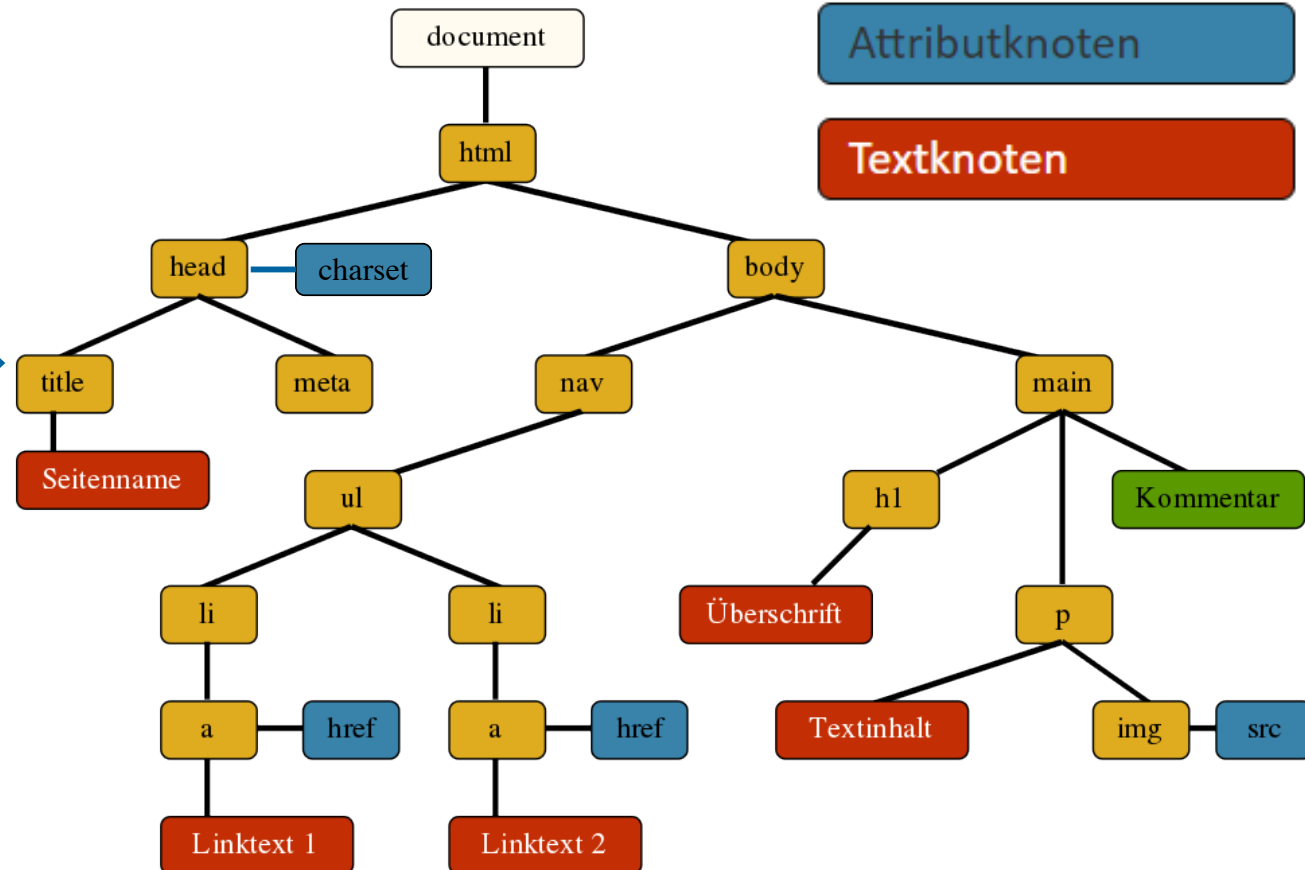 document
Attributknoten
html
Textknoten
head
charset
body
title
meta
nav
main
Seitenname
ul
h1
Kommentar
li
li
Überschrift
p
a
href
a
href
Textinhalt
img
src
Linktext 1
Linktext 2